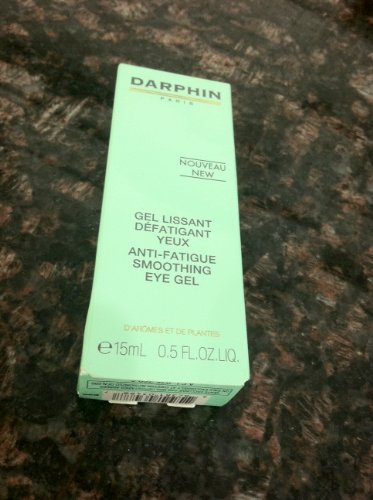 DARPHIN
PARIS
NOUVEAU
NEW
GEL LISSANT
DÉFATIGANT
YEUX
ANTI-FATIGUE
SMOOTHING
EYE GEL
D'ARÔMES ET DE PLANTES
℮15mL 0.5 FL.OZ.LIQ.